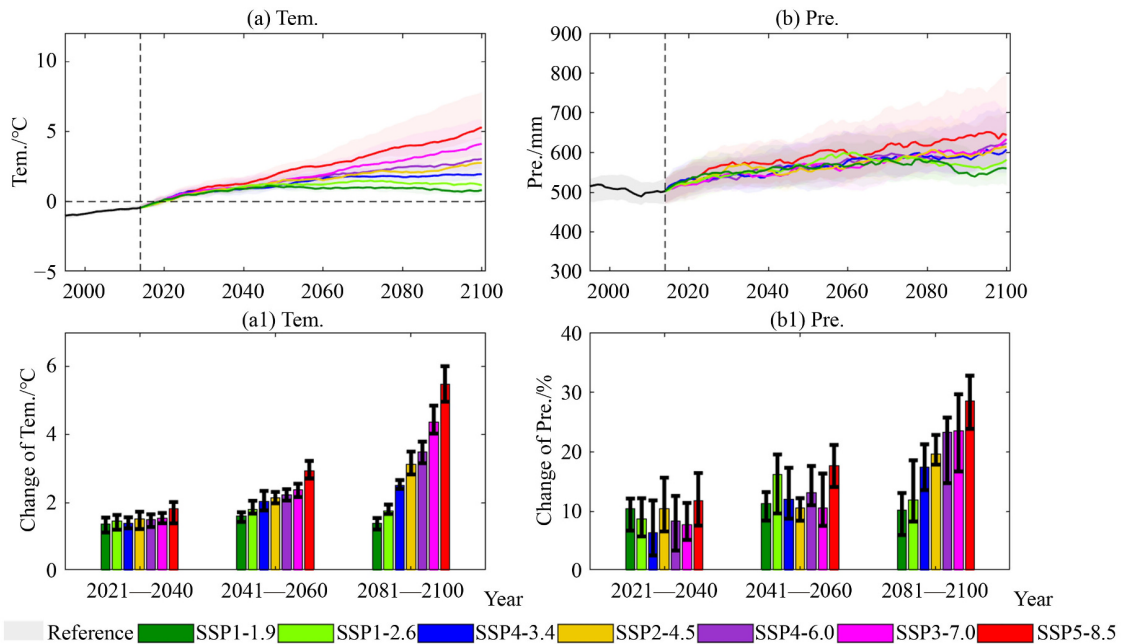 (a) Tem.
(b) Pre.
Tem./°C
10
5
0
−5
2000 2020 2040 2060 2080 2100
Pre./mm
900
800
700
600
500
400
300
2000 2020 2040 2060 2080 2100
(a1) Tem.
(b1) Pre.
Change of Tem./°C
6
4
2
0
2021—2040 2041—2060 2081—2100 Year
Change of Pre./%
40
30
20
10
0
2021—2040 2041—2060 2081—2100 Year
Reference SSP1-1.9 SSP1-2.6 SSP4-3.4 SSP2-4.5 SSP4-6.0 SSP3-7.0 SSP5-8.5